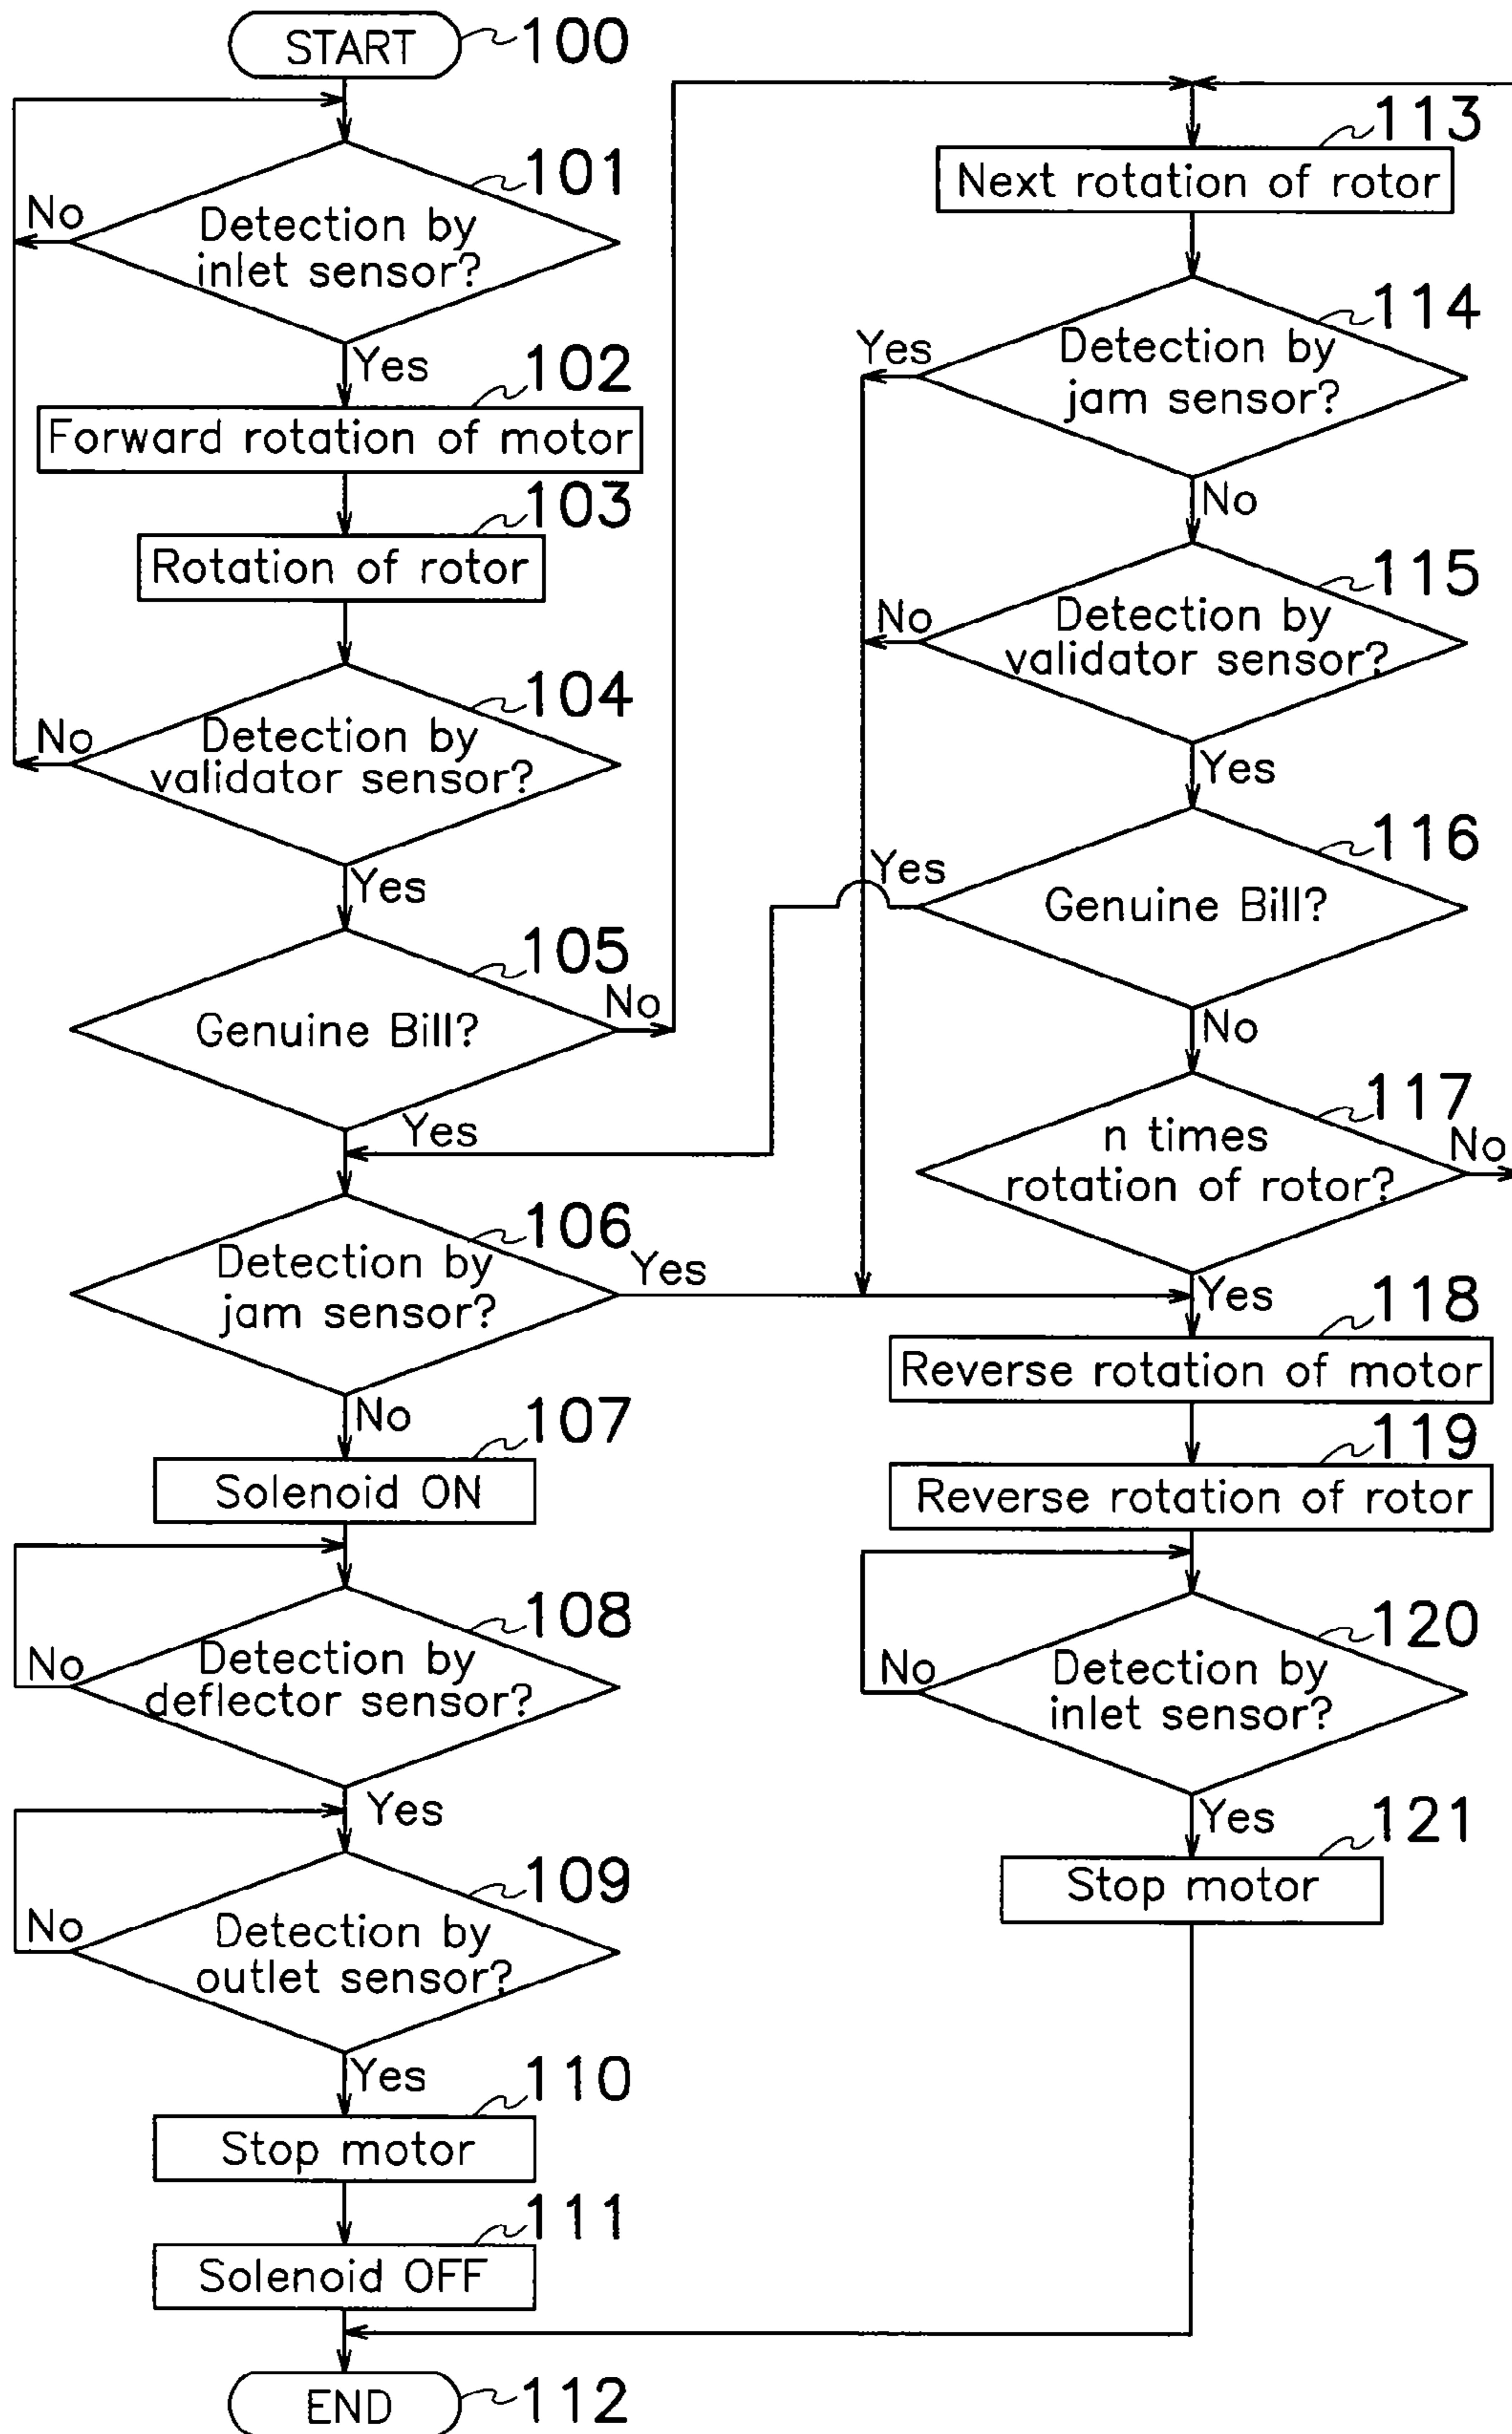 START
100
101
Detection by
inlet sensor?
No
Yes
102
Forward rotation of motor
103
Rotation of rotor
104
Detection by
validator sensor?
No
Yes
105
Genuine Bill?
No
Yes
106
Detection by
jam sensor?
Yes
No
107
Solenoid ON
108
Detection by
deflector sensor?
No
Yes
109
Detection by
outlet sensor?
No
Yes
110
Stop motor
111
Solenoid OFF
END
112
113
Next rotation of rotor
114
Detection by
jam sensor?
Yes
No
115
Detection by
validator sensor?
No
Yes
116
Genuine Bill?
Yes
No
117
n times
rotation of rotor?
No
Yes
118
Reverse rotation of motor
119
Reverse rotation of rotor
120
Detection by
inlet sensor?
No
Yes
121
Stop motor